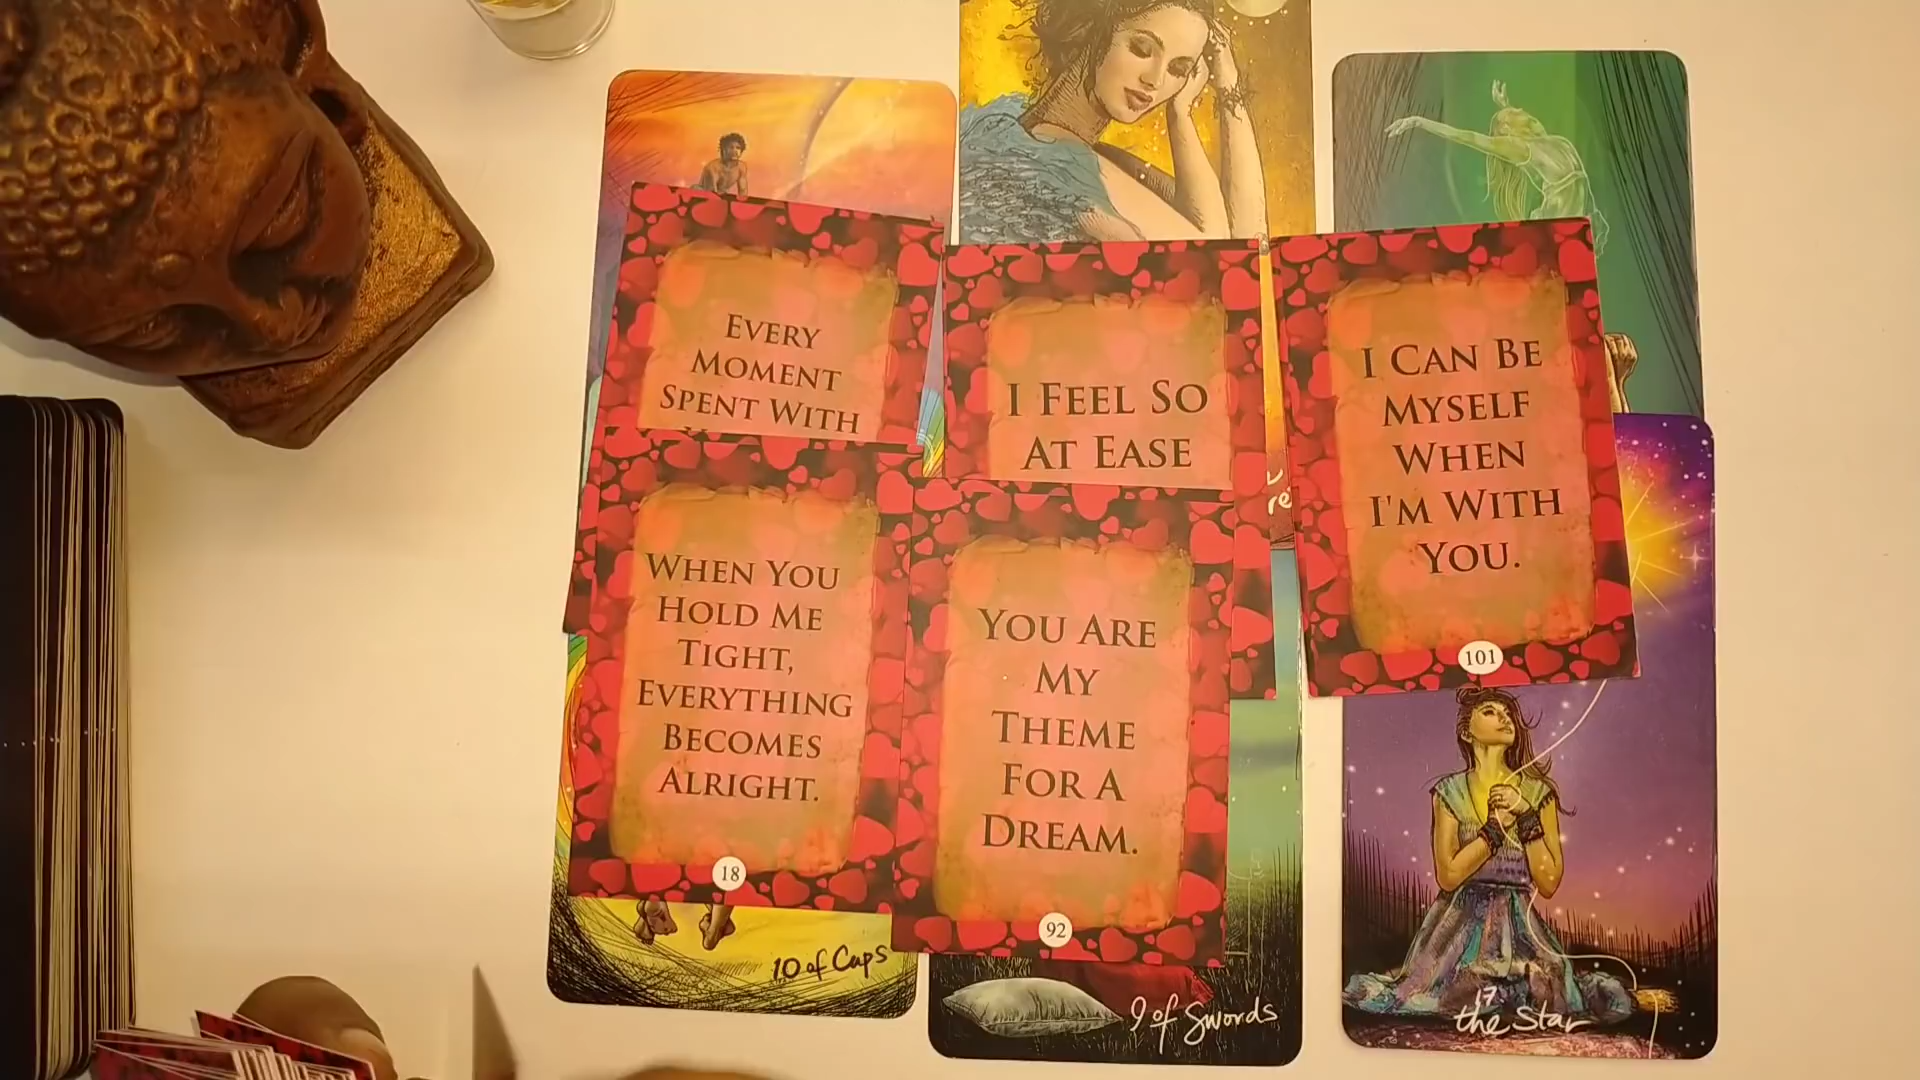 EVERY
MOMENT
SPENT WITH
I FEEL SO
AT EASE
I CAN BE
MYSELF
WHEN
I'M WITH
YOU.
101
WHEN YOU
HOLD ME
TIGHT,
EVERYTHING
BECOMES
ALRIGHT.
18
YOU ARE
MY
THEME
FOR A
DREAM.
92
10 of Cups
9 of Swords
17
the Star